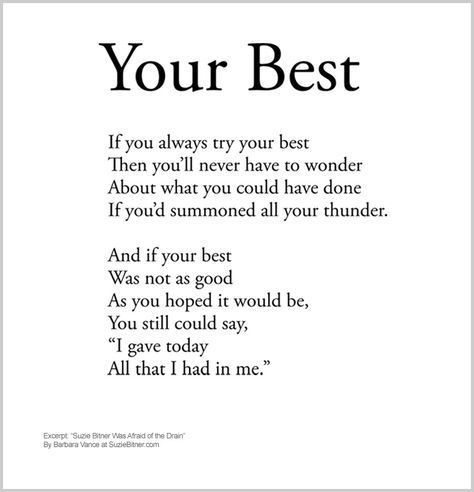 Your Best
If you always try your best
Then you’ll never have to wonder
About what you could have done
If you’d summoned all your thunder.
And if your best
Was not as good
As you hoped it would be,
You still could say,
“I gave today
All that I had in me.”
Excerpt: “Suzie Bitner Was Afraid of the Drain”
By Barbara Vance at SuzieBitner.com